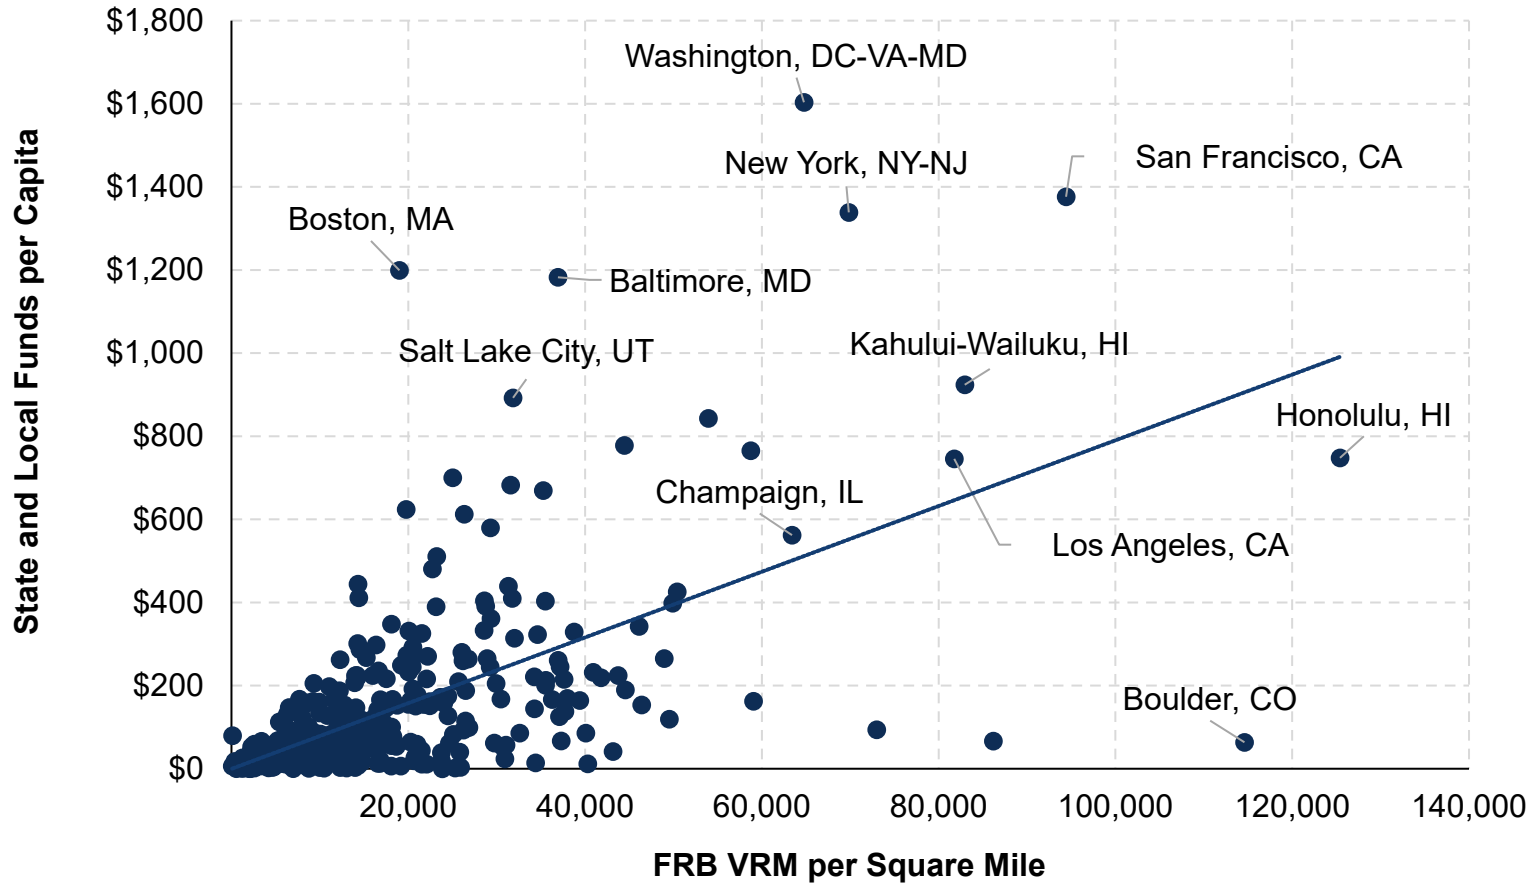 $1,800
$1,600
$1,400
$1,200
$1,000
$800
$600
$400
$200
$0
State and Local Funds per Capita
Washington, DC-VA-MD
New York, NY-NJ
San Francisco, CA
Boston, MA
Baltimore, MD
Salt Lake City, UT
Kahului-Wailuku, HI
Honolulu, HI
Champaign, IL
Los Angeles, CA
Boulder, CO
20,000
40,000
60,000
80,000
100,000
120,000
140,000
FRB VRM per Square Mile